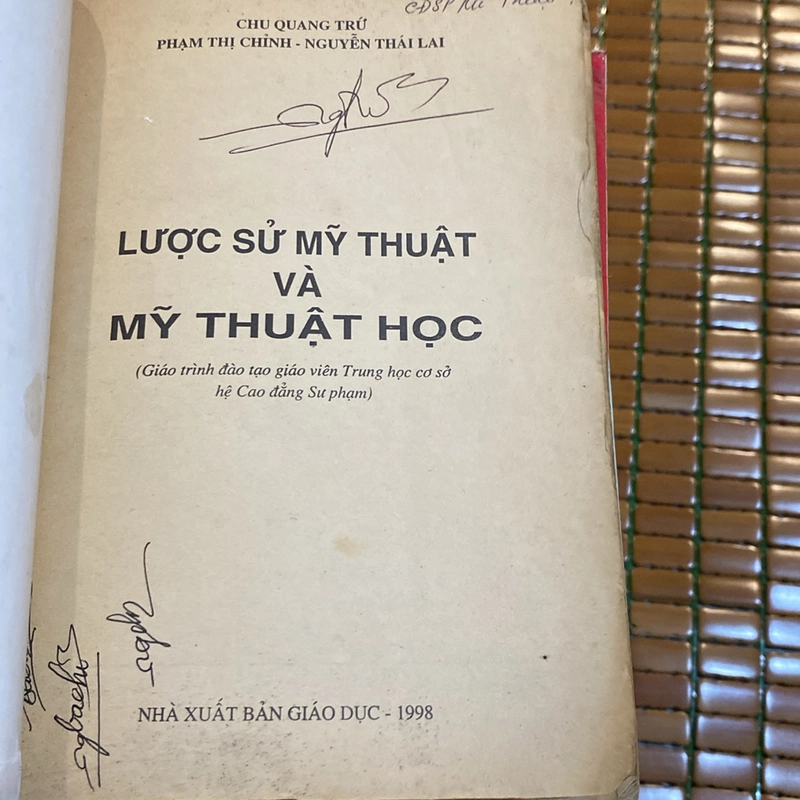 CĐSP
CHU QUANG TRỨ
PHẠM THỊ CHỈNH - NGUYỄN THÁI LAI
LƯỢC SỬ MỸ THUẬT
VÀ
MỸ THUẬT HỌC
(Giáo trình đào tạo giáo viên Trung học cơ sở
hệ Cao đẳng Sư phạm)
NHÀ XUẤT BẢN GIÁO DỤC - 1998